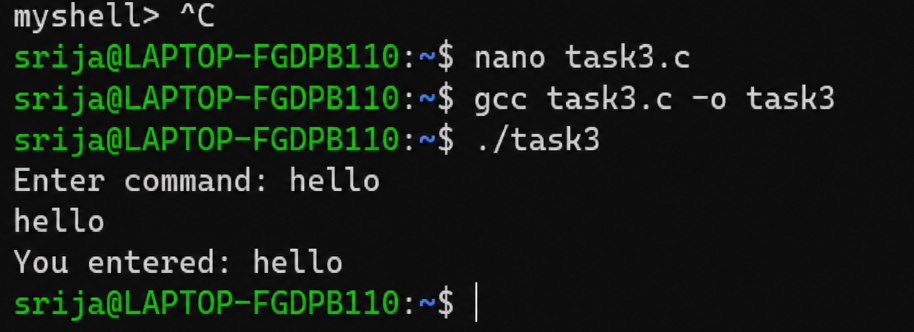 myshell> ^C
srija@LAPTOP-FGDPB110:~$ nano task3.c
srija@LAPTOP-FGDPB110:~$ gcc task3.c -o task3
srija@LAPTOP-FGDPB110:~$ ./task3
Enter command: hello
hello
You entered: hello
srija@LAPTOP-FGDPB110:~$